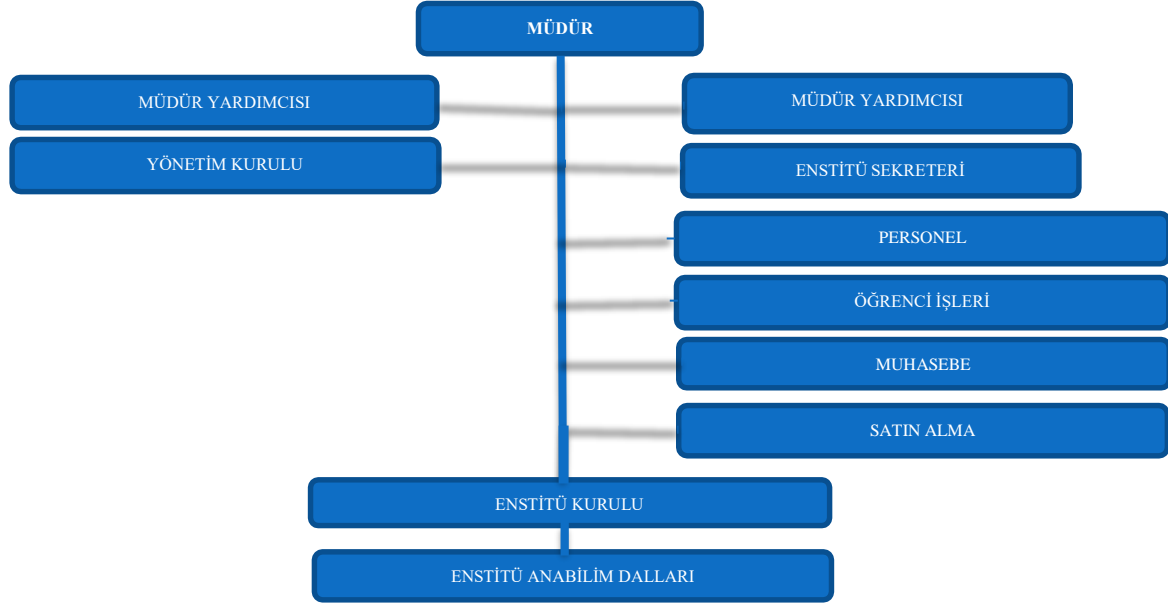 MÜDÜR
MÜDÜR YARDIMCISI
MÜDÜR YARDIMCISI
YÖNETİM KURULU
ENSTİTÜ SEKRETERİ
PERSONEL
ÖĞRENCİ İŞLERİ
MUHASEBE
SATIN ALMA
ENSTİTÜ KURULU
ENSTİTÜ ANABİLİM DALLARI